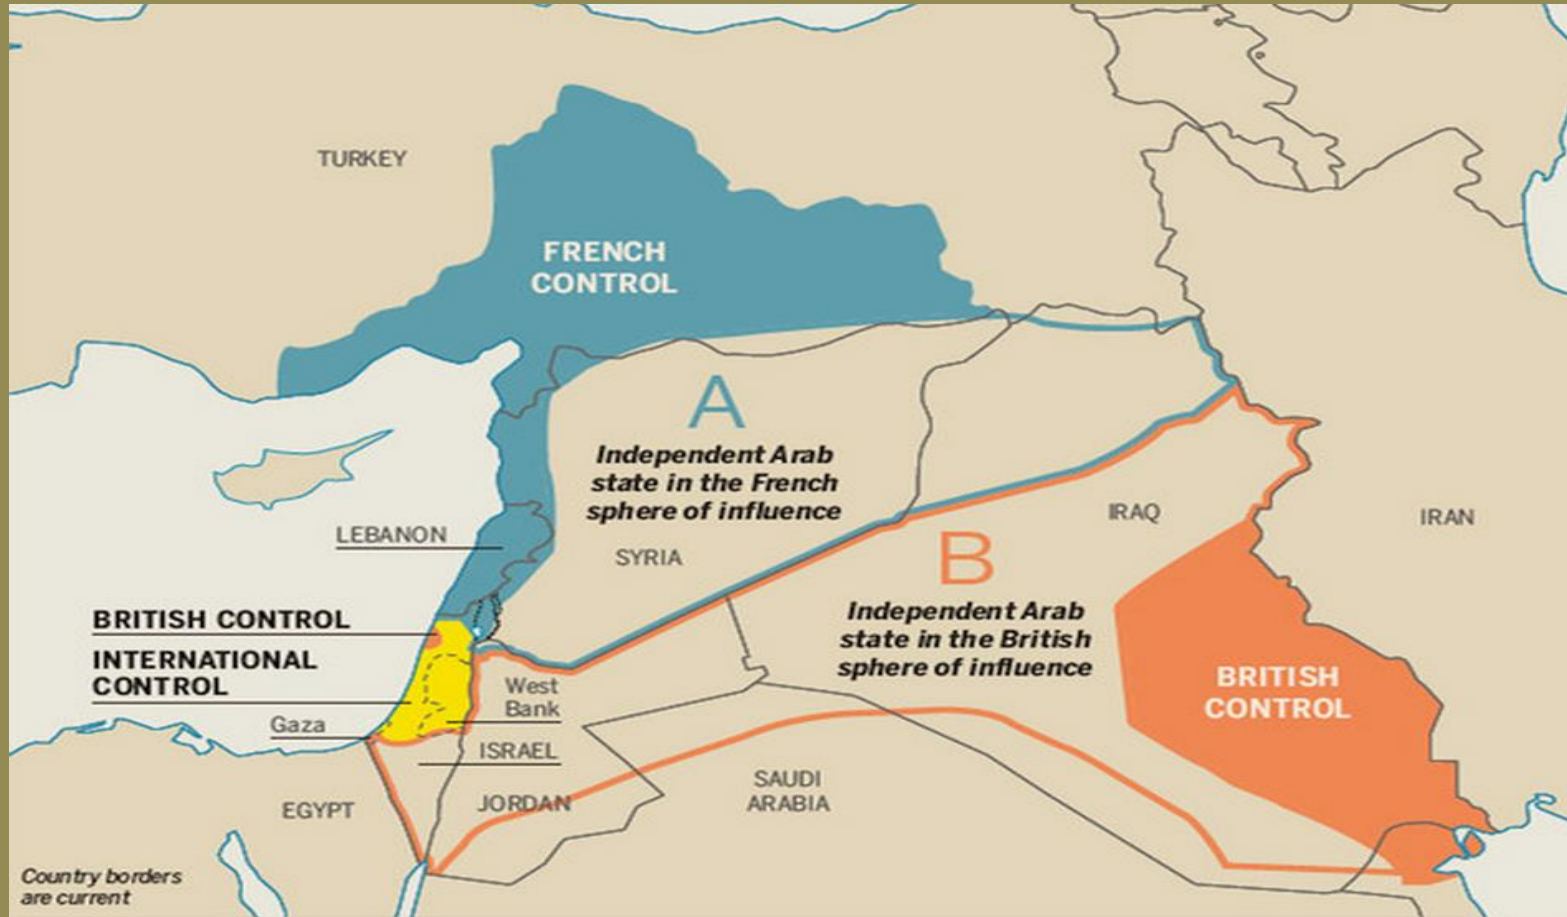 TURKEY
FRENCH
CONTROL
A
Independent Arab
state in the French
sphere of influence
LEBANON
SYRIA
IRAQ
IRAN
B
Independent Arab
state in the British
sphere of influence
BRITISH CONTROL
INTERNATIONAL
CONTROL
Gaza
West
Bank
ISRAEL
BRITISH
CONTROL
EGYPT
JORDAN
SAUDI
ARABIA
Country borders
are current